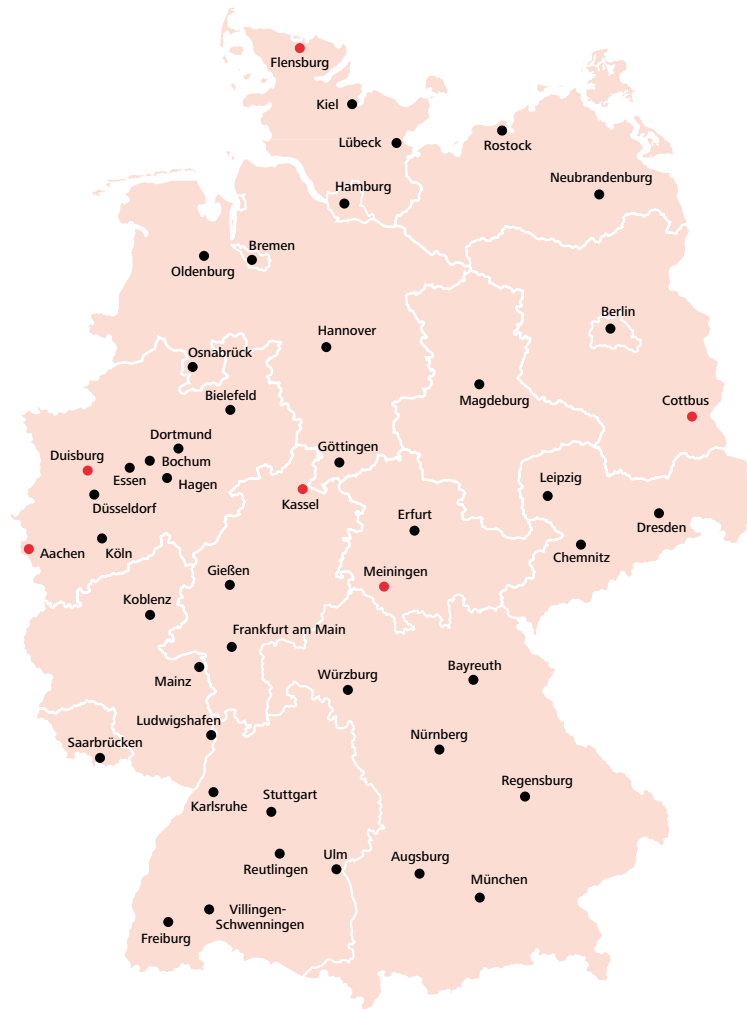 Flensburg
Kiel
Lübeck
Rostock
Neubrandenburg
Hamburg
Bremen
Oldenburg
Berlin
Hannover
Osnabrück
Bielefeld
Magdeburg
Cottbus
Dortmund
Göttingen
Duisburg
Bochum
Essen
Hagen
Leipzig
Kassel
Düsseldorf
Erfurt
Dresden
Aachen
Köln
Chemnitz
Gießen
Meiningen
Koblenz
Frankfurt am Main
Bayreuth
Würzburg
Mainz
Ludwigshafen
Nürnberg
Saarbrücken
Regensburg
Stuttgart
Karlsruhe
Ulm
Augsburg
Reutlingen
München
Villingen-
Schwenningen
Freiburg